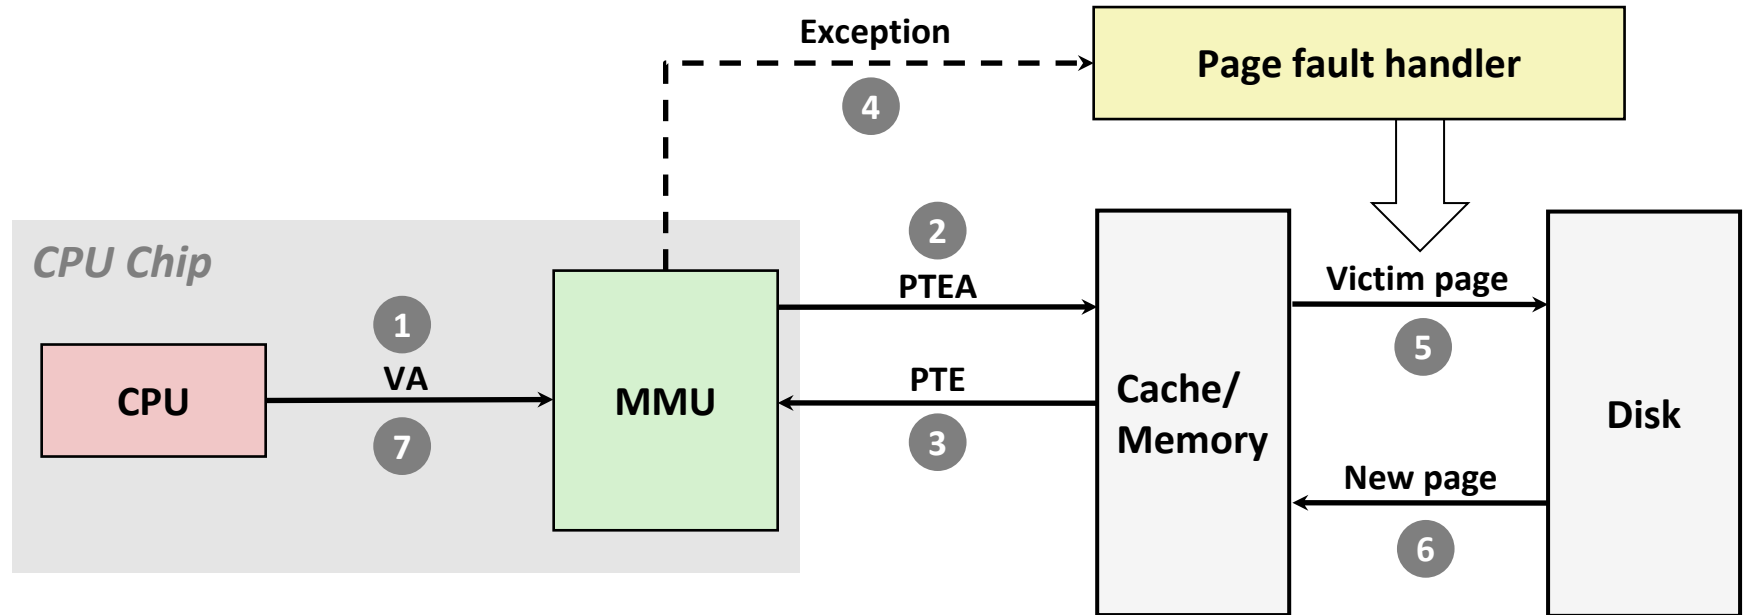 Exception
Page fault handler
4
CPU Chip
2
PTEA
Victim page
1
VA
5
CPU
MMU
PTE
Cache/
Memory
Disk
7
3
New page
6